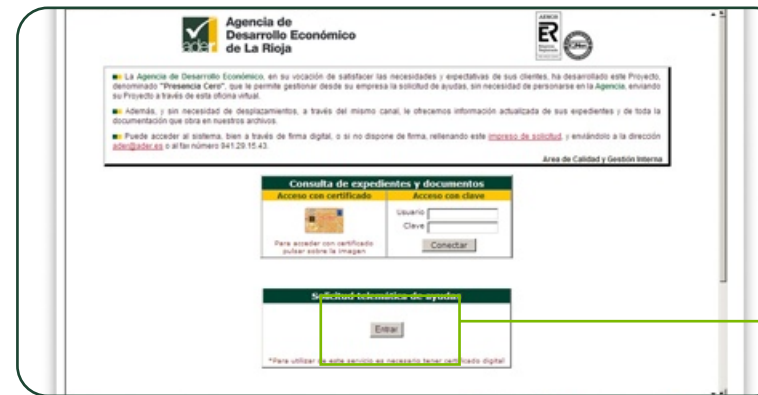 Agencia de
Desarrollo Económico
de La Rioja
ader
AENOR
ER
Empresa
Registrada
La Agencia de Desarrollo Económico, en su vocación de satisfacer las necesidades y expectativas de sus clientes, ha desarrollado este Proyecto,
denominado "Presencia Cero", que le permite gestionar desde su empresa la solicitud de ayudas, sin necesidad de personarse en la Agencia, enviando
su Proyecto a través de esta oficina virtual.
Además, y sin necesidad de desplazamientos, a través del mismo canal, le ofrecemos información actualizada de sus expedientes y de toda la
documentación que obra en nuestros archivos.
Puede acceder al sistema, bien a través de firma digital, o si no dispone de firma, rellenando este impreso de solicitud, y enviándolo a la dirección
ader@ader.es o al fax número 941.29.15.43.
Area de Calidad y Gestión Interna
Consulta de expedientes y documentos
Acceso con certificado Acceso con clave
Usuario
Clave
Para acceder con certificado
pulsar sobre la imagen
Conectar
Solicitud telemática de ayudas
Entrar
*Para utilizar de este servicio es necesario tener certificado digital